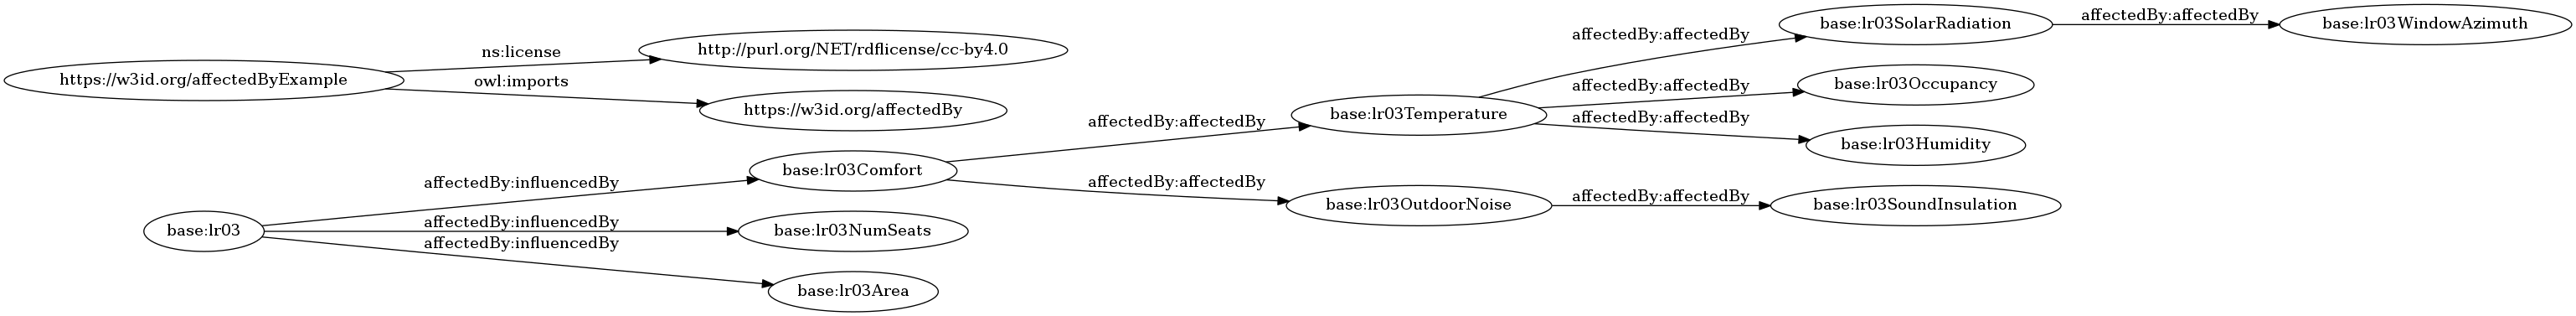 https://w3id.org/affectedByExample
ns:license
http://purl.org/NET/rdflicense/cc-by4.0
owl:imports
https://w3id.org/affectedBy
base:lr03
affectedBy:influencedBy
base:lr03Comfort
affectedBy:influencedBy
base:lr03NumSeats
affectedBy:influencedBy
base:lr03Area
affectedBy:affectedBy
base:lr03Temperature
affectedBy:affectedBy
base:lr03OutdoorNoise
affectedBy:affectedBy
base:lr03SolarRadiation
affectedBy:affectedBy
base:lr03Occupancy
affectedBy:affectedBy
base:lr03Humidity
affectedBy:affectedBy
base:lr03SoundInsulation
affectedBy:affectedBy
base:lr03WindowAzimuth